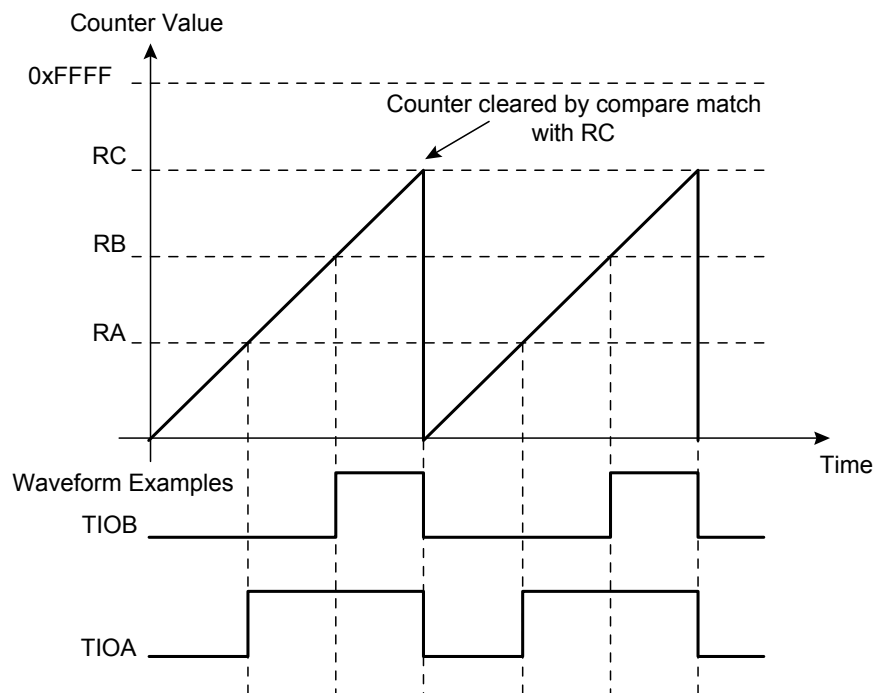 Counter Value
0xFFFF
Counter cleared by compare match
with RC
RC
RB
RA
Time
Waveform Examples
TIOB
TIOA